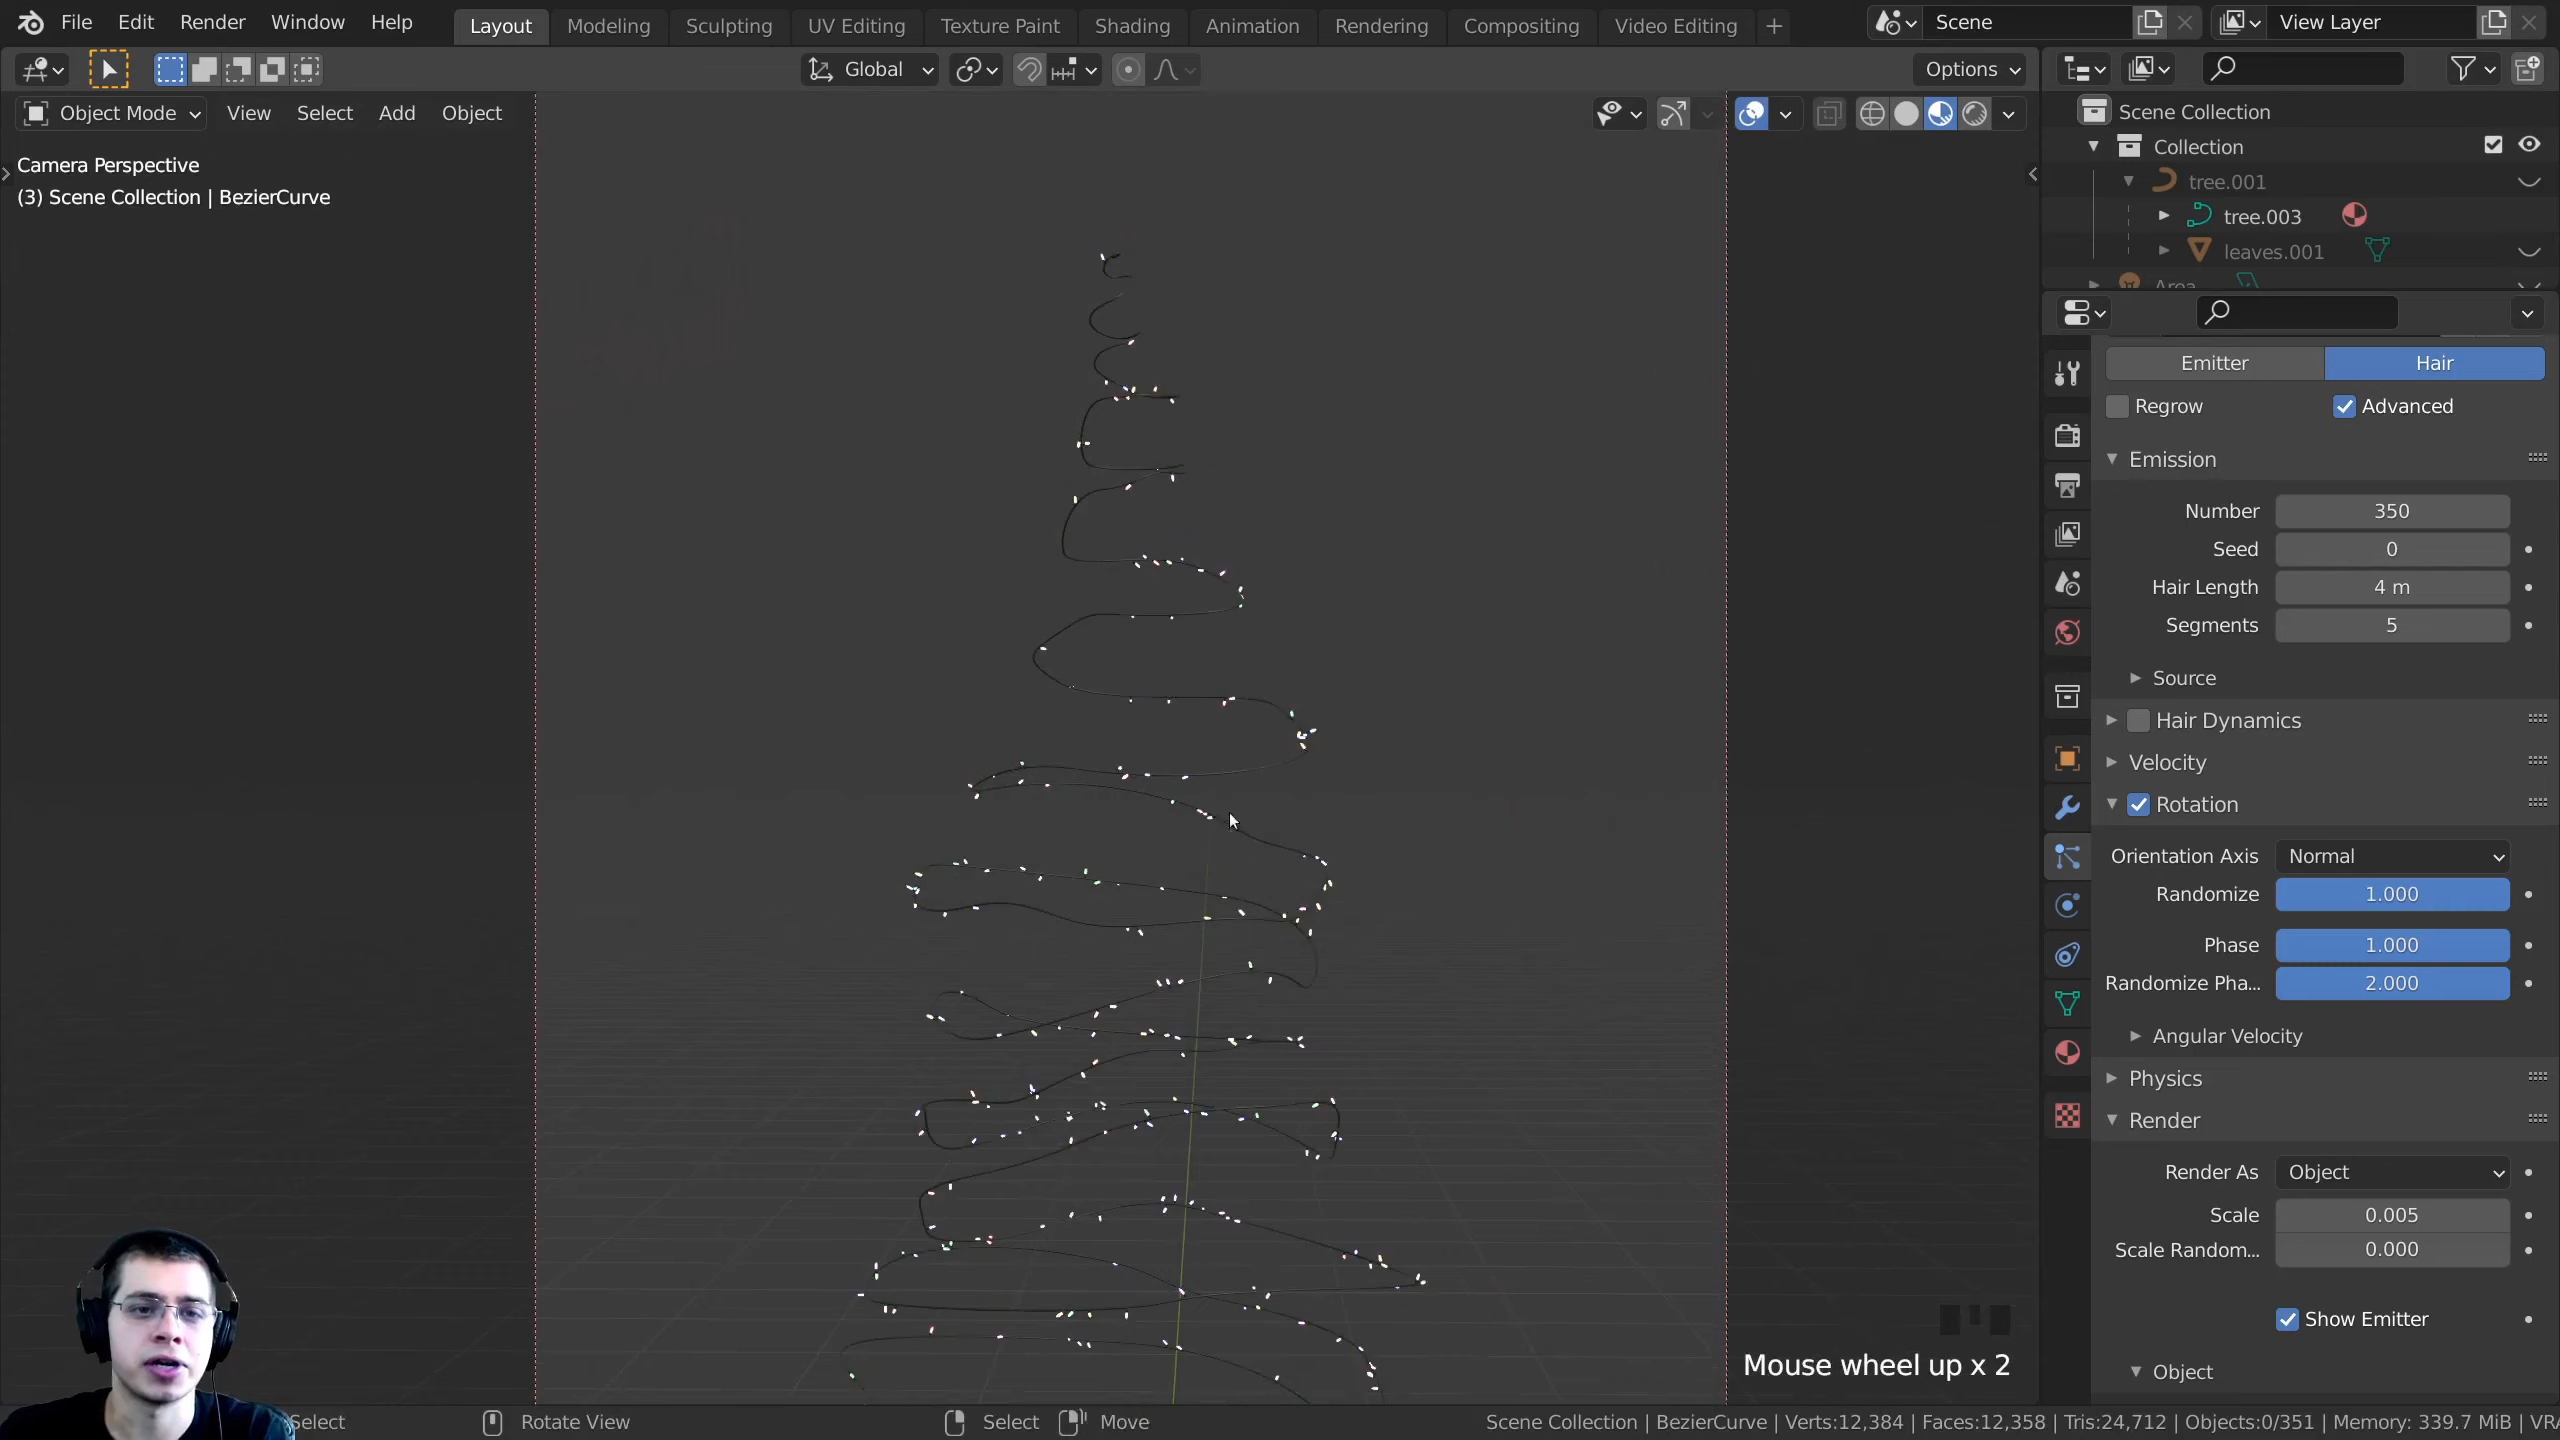 File Edit Render Window Help
Layout Modeling Sculpting UV Editing Texture Paint Shading Animation Rendering Compositing Video Editing +
Scene
View Layer
Global
Options
Object Mode View Select Add Object
Camera Perspective
(3) Scene Collection | BezierCurve
Scene Collection
Collection
tree.001
tree.003
leaves.001
Area
Emitter Hair
Regrow Advanced
Emission
Number 350
Seed 0
Hair Length 4 m
Segments 5
Source
Hair Dynamics
Velocity
Rotation
Orientation Axis Normal
Randomize 1.000
Phase 1.000
Randomize Pha... 2.000
Angular Velocity
Physics
Render
Render As Object
Scale 0.005
Scale Random... 0.000
Show Emitter
Object
Mouse wheel up x 2
Select Rotate View Select Move
Scene Collection | BezierCurve | Verts:12,384 | Faces:12,358 | Tris:24,712 | Objects:0/351 | Memory: 339.7 MiB | VRA